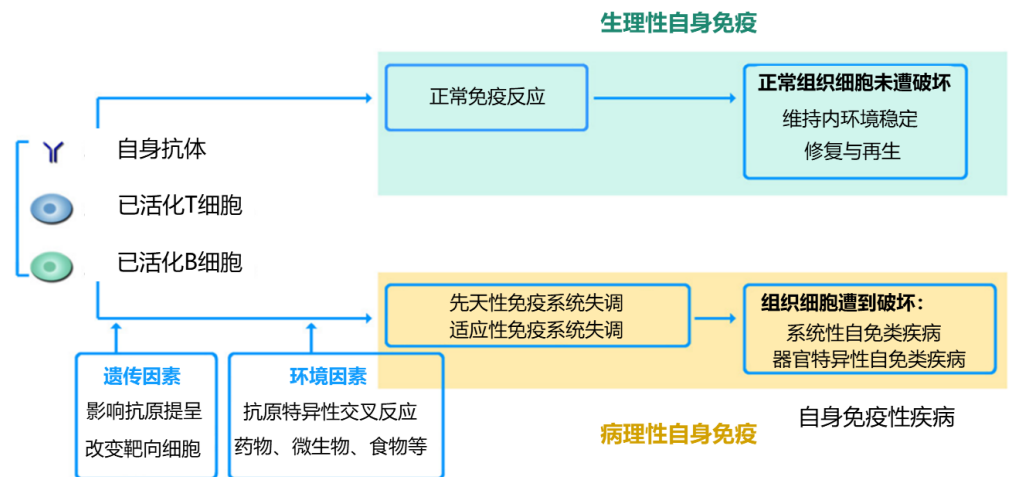 生理性自身免疫
正常免疫反应
正常组织细胞未遭破坏
维持内环境稳定
修复与再生
自身抗体
已活化T细胞
已活化B细胞
先天性免疫系统失调
适应性免疫系统失调
组织细胞遭到破坏：
系统性自免类疾病
器官特异性自免类疾病
遗传因素
影响抗原提呈
改变靶向细胞
环境因素
抗原特异性交叉反应
药物、微生物、食物等
病理性自身免疫
自身免疫性疾病